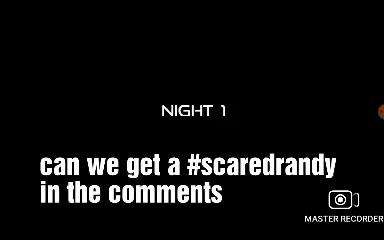 NIGHT 1
can we get a #scaredrandy
in the comments
MASTER RECORDER